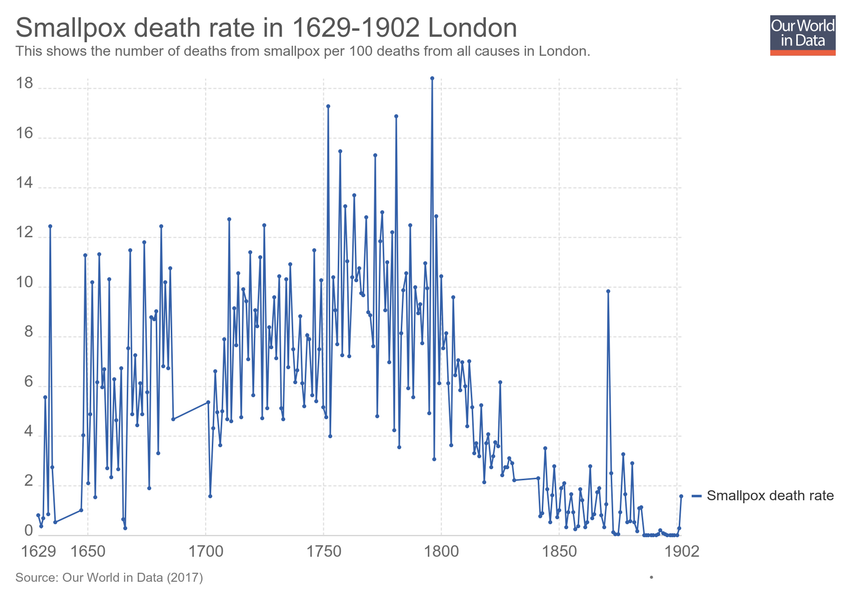 Smallpox death rate in 1629-1902 London
This shows the number of deaths from smallpox per 100 deaths from all causes in London.
Our World
in Data
18
16
14
12
10
8
6
4
2
0
Smallpox death rate
1629 1650 1700 1750 1800 1850 1902
Source: Our World in Data (2017)